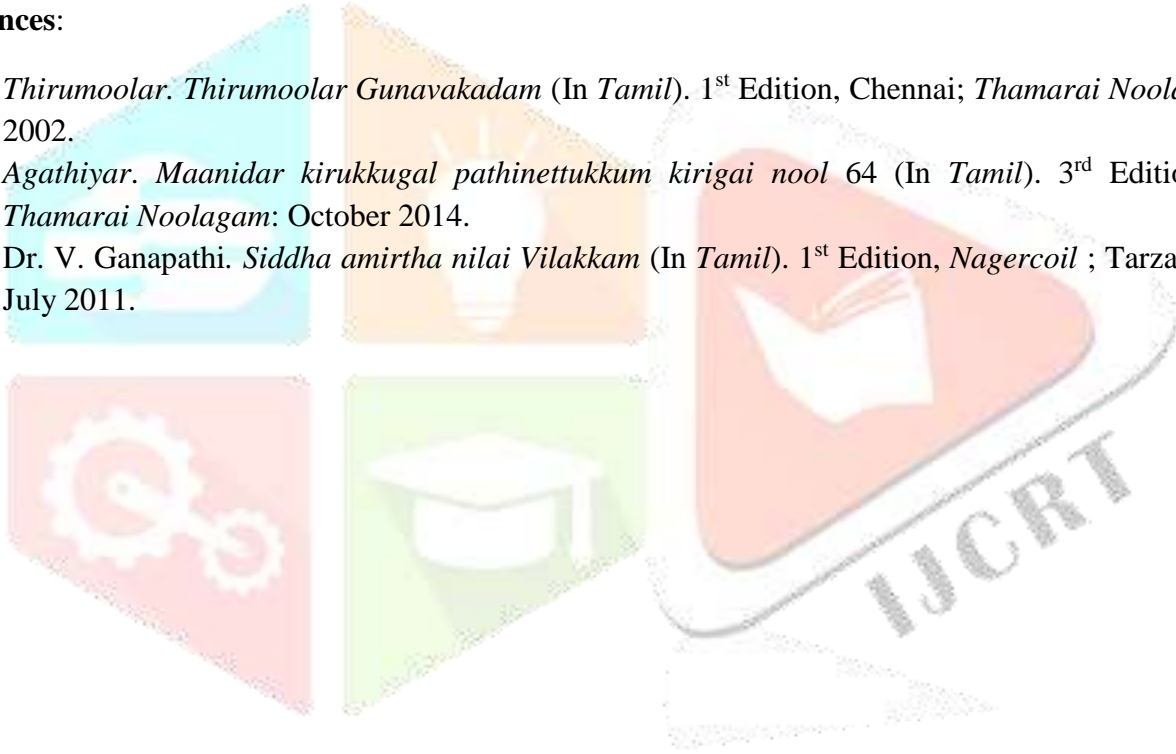 nces:
Thirumoolar. Thirumoolar Gunavakadam (In Tamil). 1st Edition, Chennai; Thamarai Noola
2002.
Agathiyar. Maanidar kirukkugal pathinettukkum kirigai nool 64 (In Tamil). 3rd Editio
Thamarai Noolagam: October 2014.
Dr. V. Ganapathi. Siddha amirtha nilai Vilakkam (In Tamil). 1st Edition, Nagercoil ; Tarza
July 2011.
IJCRT